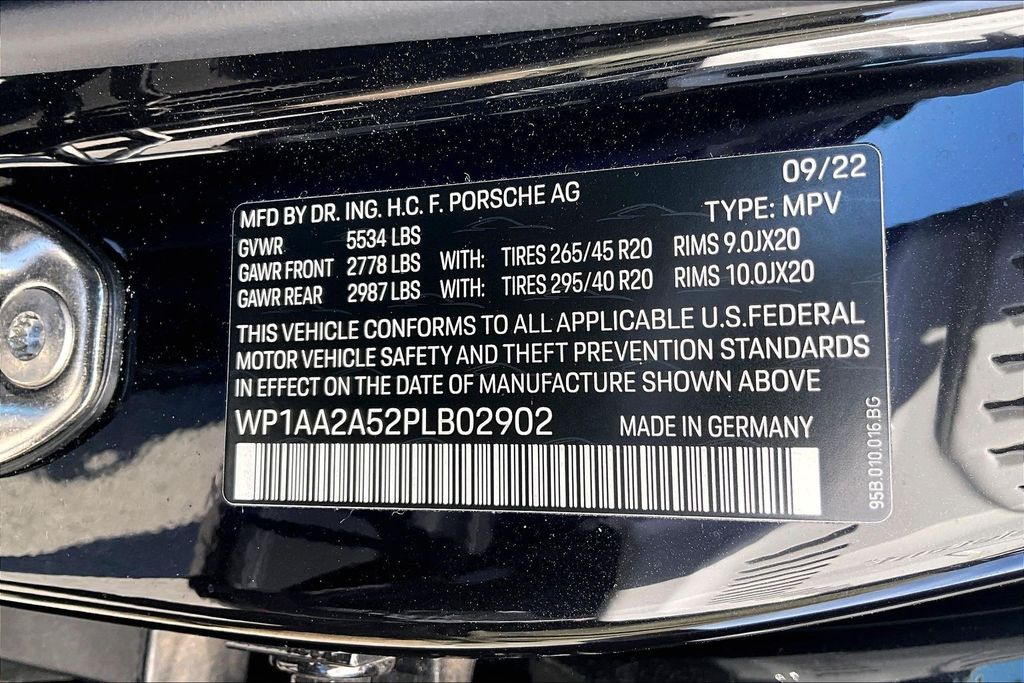 09/22
MFD BY DR. ING. H.C. F. PORSCHE AG TYPE: MPV
GVWR 5534 LBS
GAWR FRONT 2778 LBS WITH: TIRES 265/45 R20 RIMS 9.0JX20
GAWR REAR 2987 LBS WITH: TIRES 295/40 R20 RIMS 10.0JX20
THIS VEHICLE CONFORMS TO ALL APPLICABLE U.S.FEDERAL
MOTOR VEHICLE SAFETY AND THEFT PREVENTION STANDARDS
IN EFFECT ON THE DATE OF MANUFACTURE SHOWN ABOVE
WP1AA2A52PLB02902 MADE IN GERMANY
95B.010.016.BG